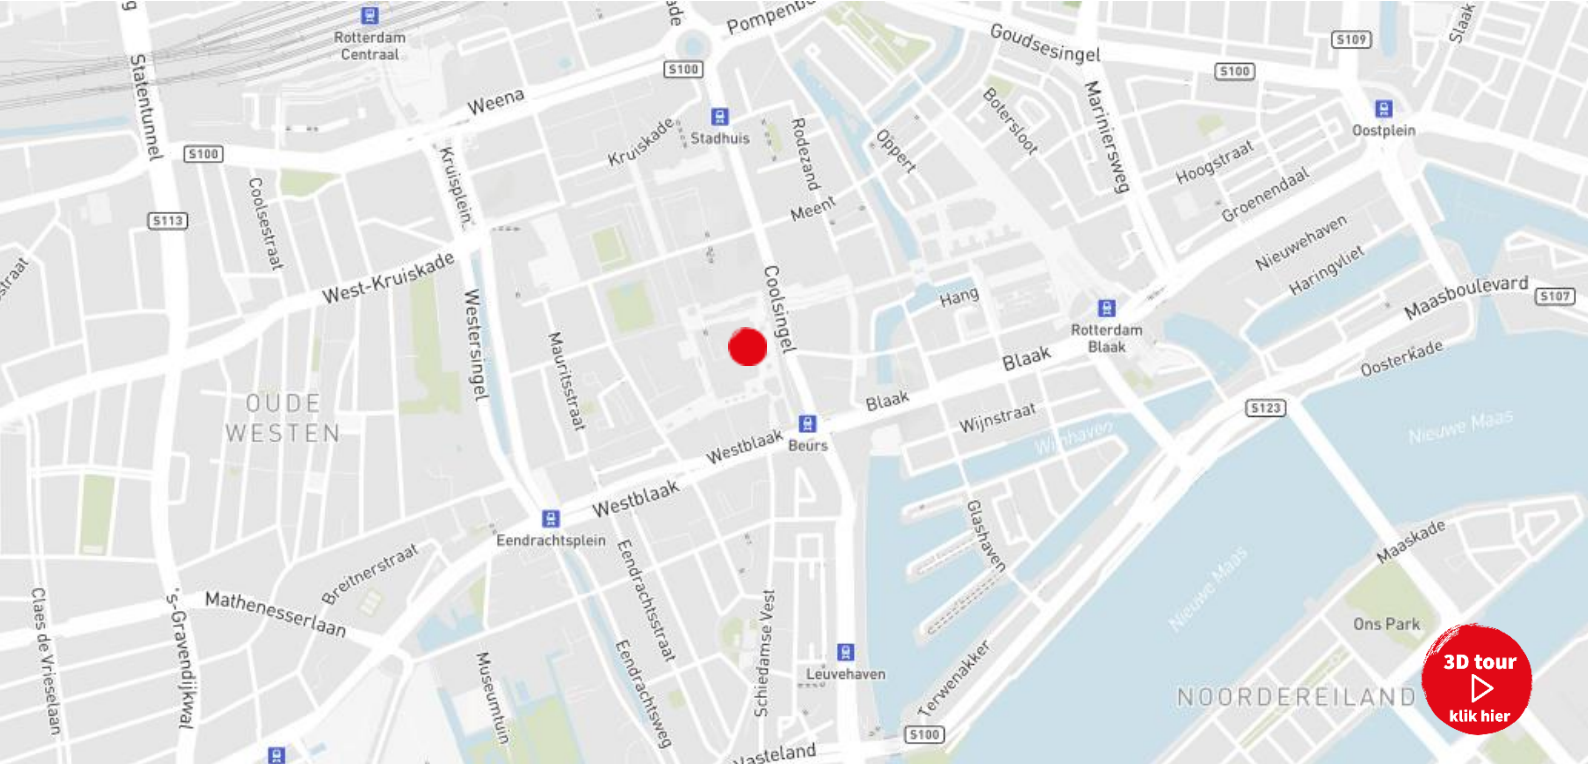 g
Rotterdam
Centraal
ade
Pompenbu
Goudsesingel
S109
Slaak
S100
S100
Statentunnel
Weena
Stadhuis
Kruiskade
Rodezand
Oppert
Botersloot
Mariniersweg
Oostplein
Hoogstraat
S100
Kruisplein
Coolsestraat
Groenendaal
S113
Meent
Nieuwehaven
Haringvliet
straat
West-Kruiskade
Coolsingel
Hang
Maasboulevard
S107
Rotterdam
Blaak
Westersingel
Mauritsstraat
Blaak
Oosterkade
OUDE
WESTEN
Blaak
Wijnstraat
S123
Nieuwe Maas
Wijnhaven
Beurs
Westblaak
Westblaak
Eendrachtsplein
Glashaven
Maaskade
Breitnerstraat
Eendrachtsstraat
Nieuwe Maas
Claes de Vrieselaan
's-Gravendijkwal
Mathenesserlaan
Schiedamse Vest
Ons Park
Museumtuin
Eendrachtsweg
Leuvehaven
Terwenakker
NOORDEREILAND
3D tour
klik hier
S100
Vasteland